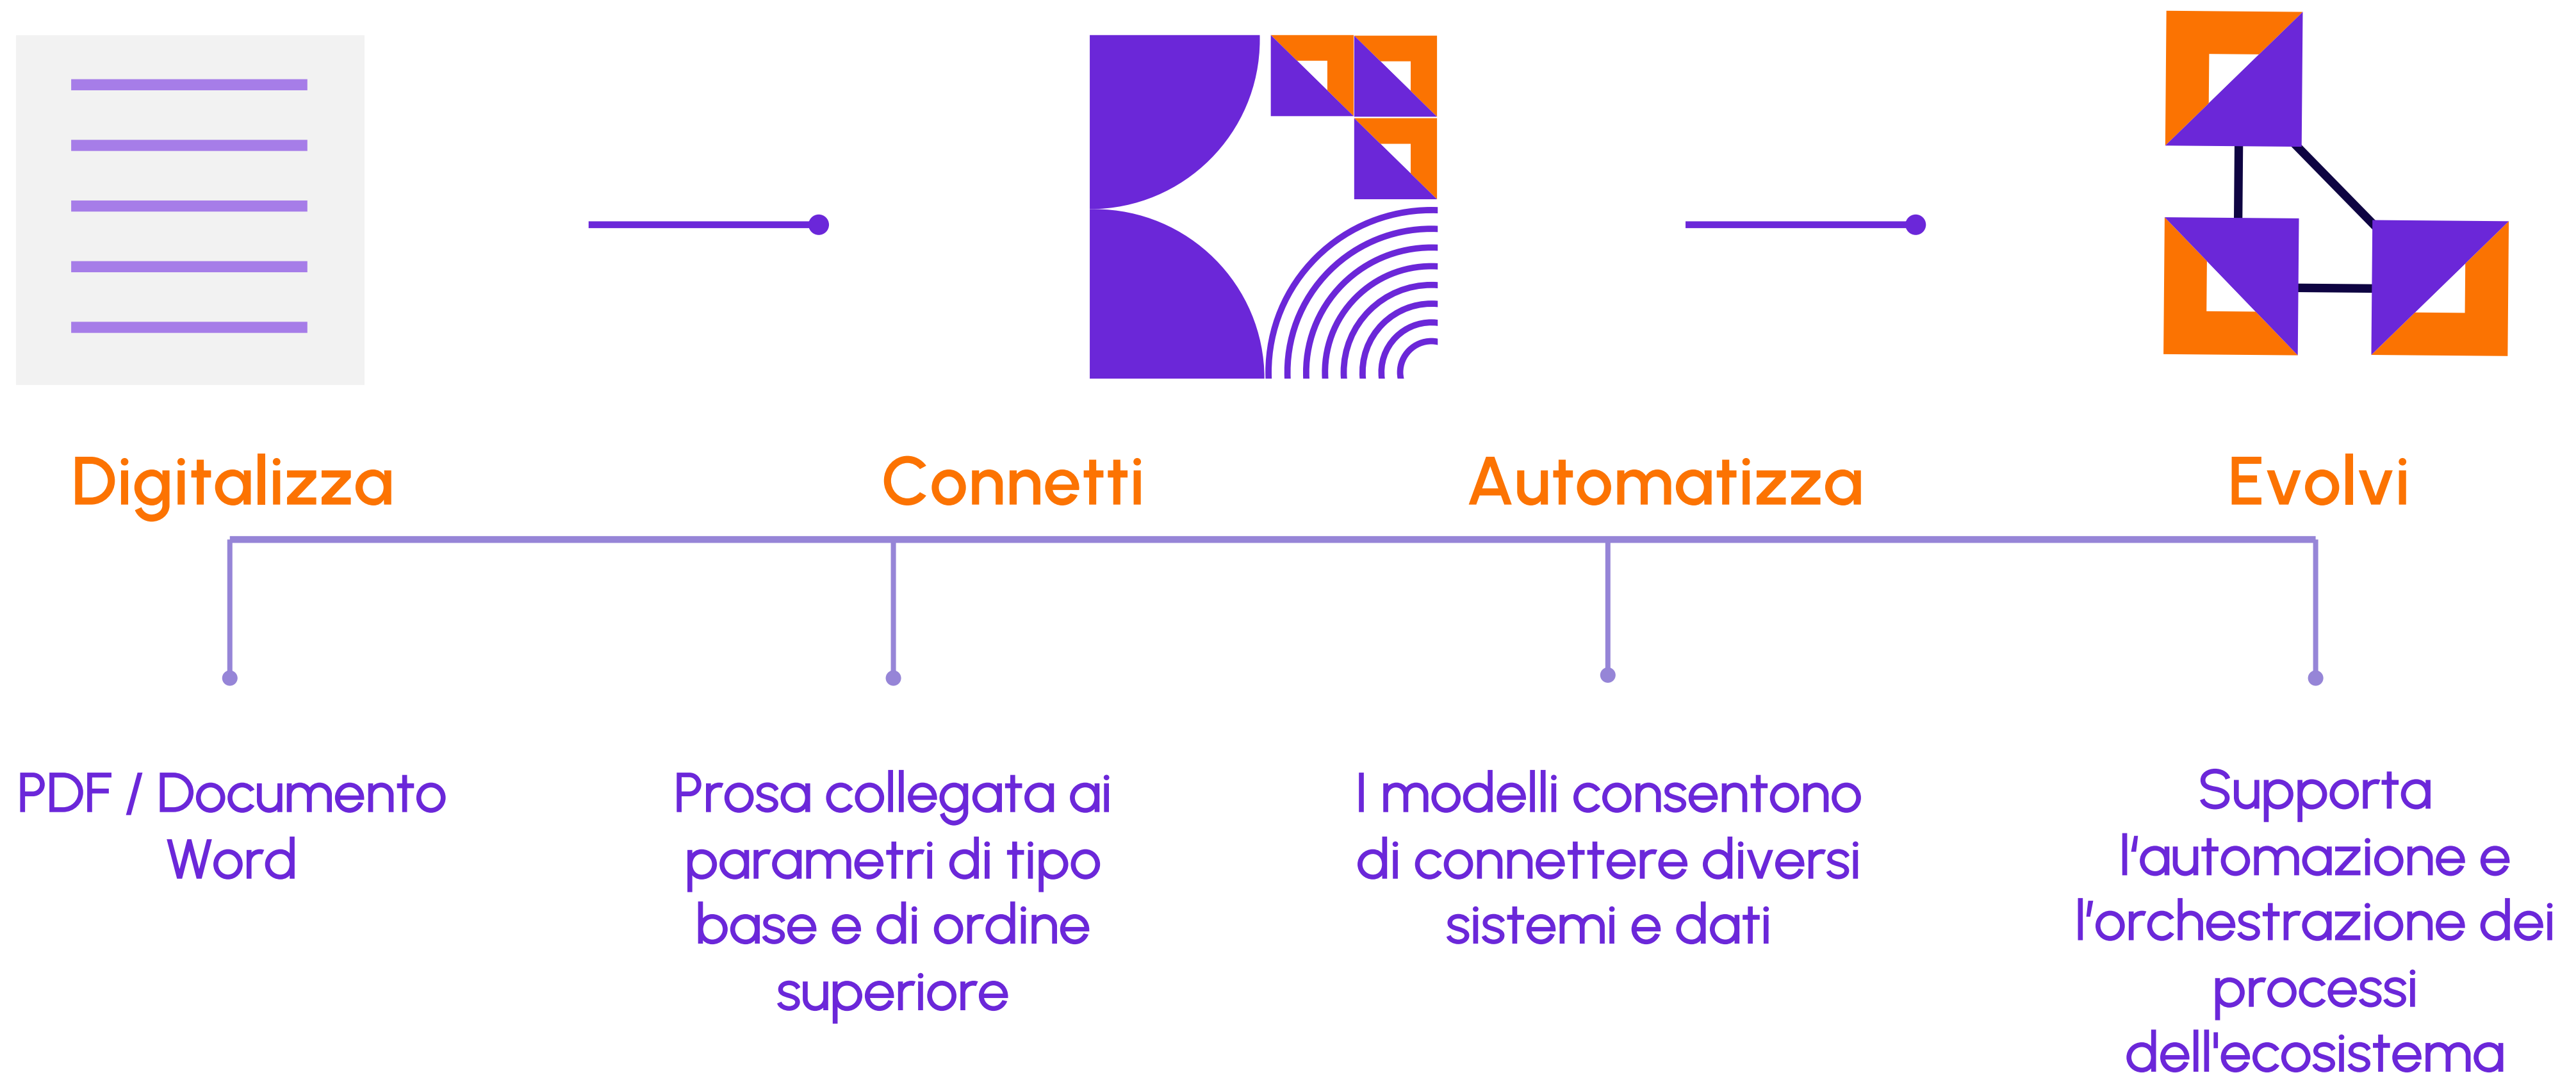 Digitalizza
Connetti
Automatizza
Evolvi
PDF / Documento
Word
Prosa collegata ai
parametri di tipo
base e di ordine
superiore
I modelli consentono
di connettere diversi
sistemi e dati
Supporta
l'automazione e
l'orchestrazione dei
processi
dell'ecosistema